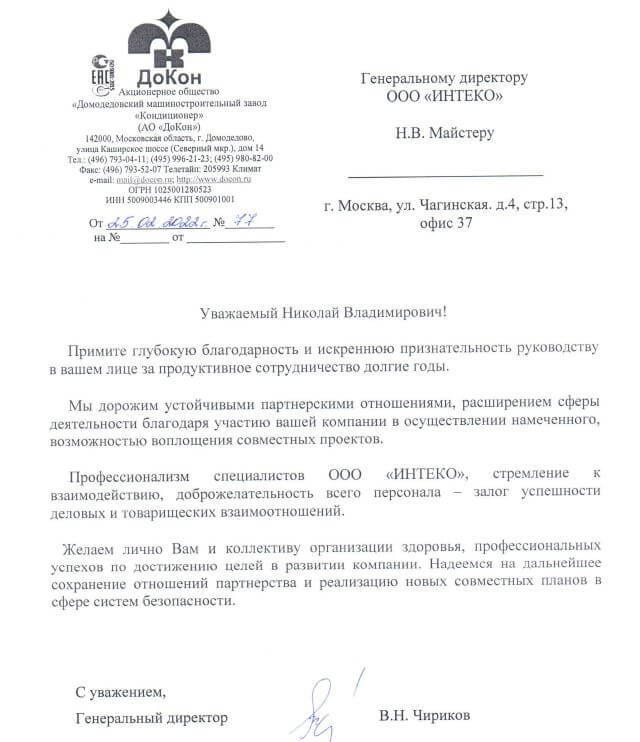 ЕАС
ДоКон
Акционерное общество
«Домодедовский машиностроительный завод
«Кондиционер»
(АО «ДоКон»)
142000, Московская область, г. Домодедово,
улица Каширское шоссе (Северный мкр.), дом 14
Тел.: (496) 793-04-11; (495) 996-21-23; (495) 980-82-00
Факс: (496) 793-52-07 Телетайп: 205993 Климат
e-mail: mail@docon.ru; http://www.docon.ru
ОГРН 1025001280523
ИНН 5009003446 КПП 500901001
От 25 02 2022 г. № 77
на №________ от ________________
Генеральному директору
ООО «ИНТЕКО»
Н.В. Майстеру
г. Москва, ул. Чагинская. д.4, стр.13,
офис 37
Уважаемый Николай Владимирович!
Примите глубокую благодарность и искреннюю признательность руководству
в вашем лице за продуктивное сотрудничество долгие годы.
Мы дорожим устойчивыми партнерскими отношениями, расширением сферы
деятельности благодаря участию вашей компании в осуществлении намеченного,
возможностью воплощения совместных проектов.
Профессионализм специалистов ООО «ИНТЕКО», стремление к
взаимодействию, доброжелательность всего персонала – залог успешности
деловых и товарищеских взаимоотношений.
Желаем лично Вам и коллективу организации здоровья, профессиональных
успехов по достижению целей в развитии компании. Надеемся на дальнейшее
сохранение отношений партнерства и реализацию новых совместных планов в
сфере систем безопасности.
С уважением,
Генеральный директор
В.Н. Чириков